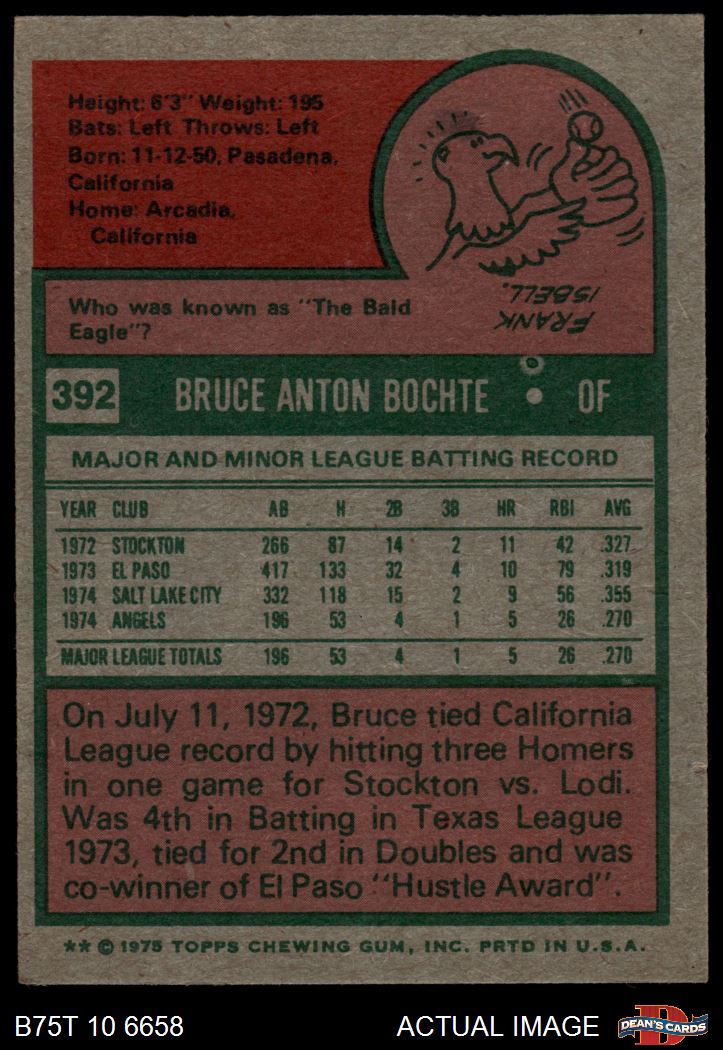 Height: 6'3" Weight: 195
Bats: Left Throws: Left
Born: 11-12-50, Pasadena,
California
Home: Arcadia,
California
Who was known as "The Bald
Eagle"?
FRANK
ISBELL.
392 BRUCE ANTON BOCHTE • OF
MAJOR AND MINOR LEAGUE BATTING RECORD
YEAR CLUB AB H 2B 3B HR RBI AVG
1972 STOCKTON 266 87 14 2 11 42 .327
1973 EL PASO 417 133 32 4 10 79 .319
1974 SALT LAKE CITY 332 118 15 2 9 56 .355
1974 ANGELS 196 53 4 1 5 26 .270
MAJOR LEAGUE TOTALS 196 53 4 1 5 26 .270
On July 11, 1972, Bruce tied California
League record by hitting three Homers
in one game for Stockton vs. Lodi.
Was 4th in Batting in Texas League
1973, tied for 2nd in Doubles and was
co-winner of El Paso "Hustle Award".
** © 1975 TOPPS CHEWING GUM, INC. PRTD IN U.S.A.
B75T 10 6658 ACTUAL IMAGE D DEAN'S CARDS